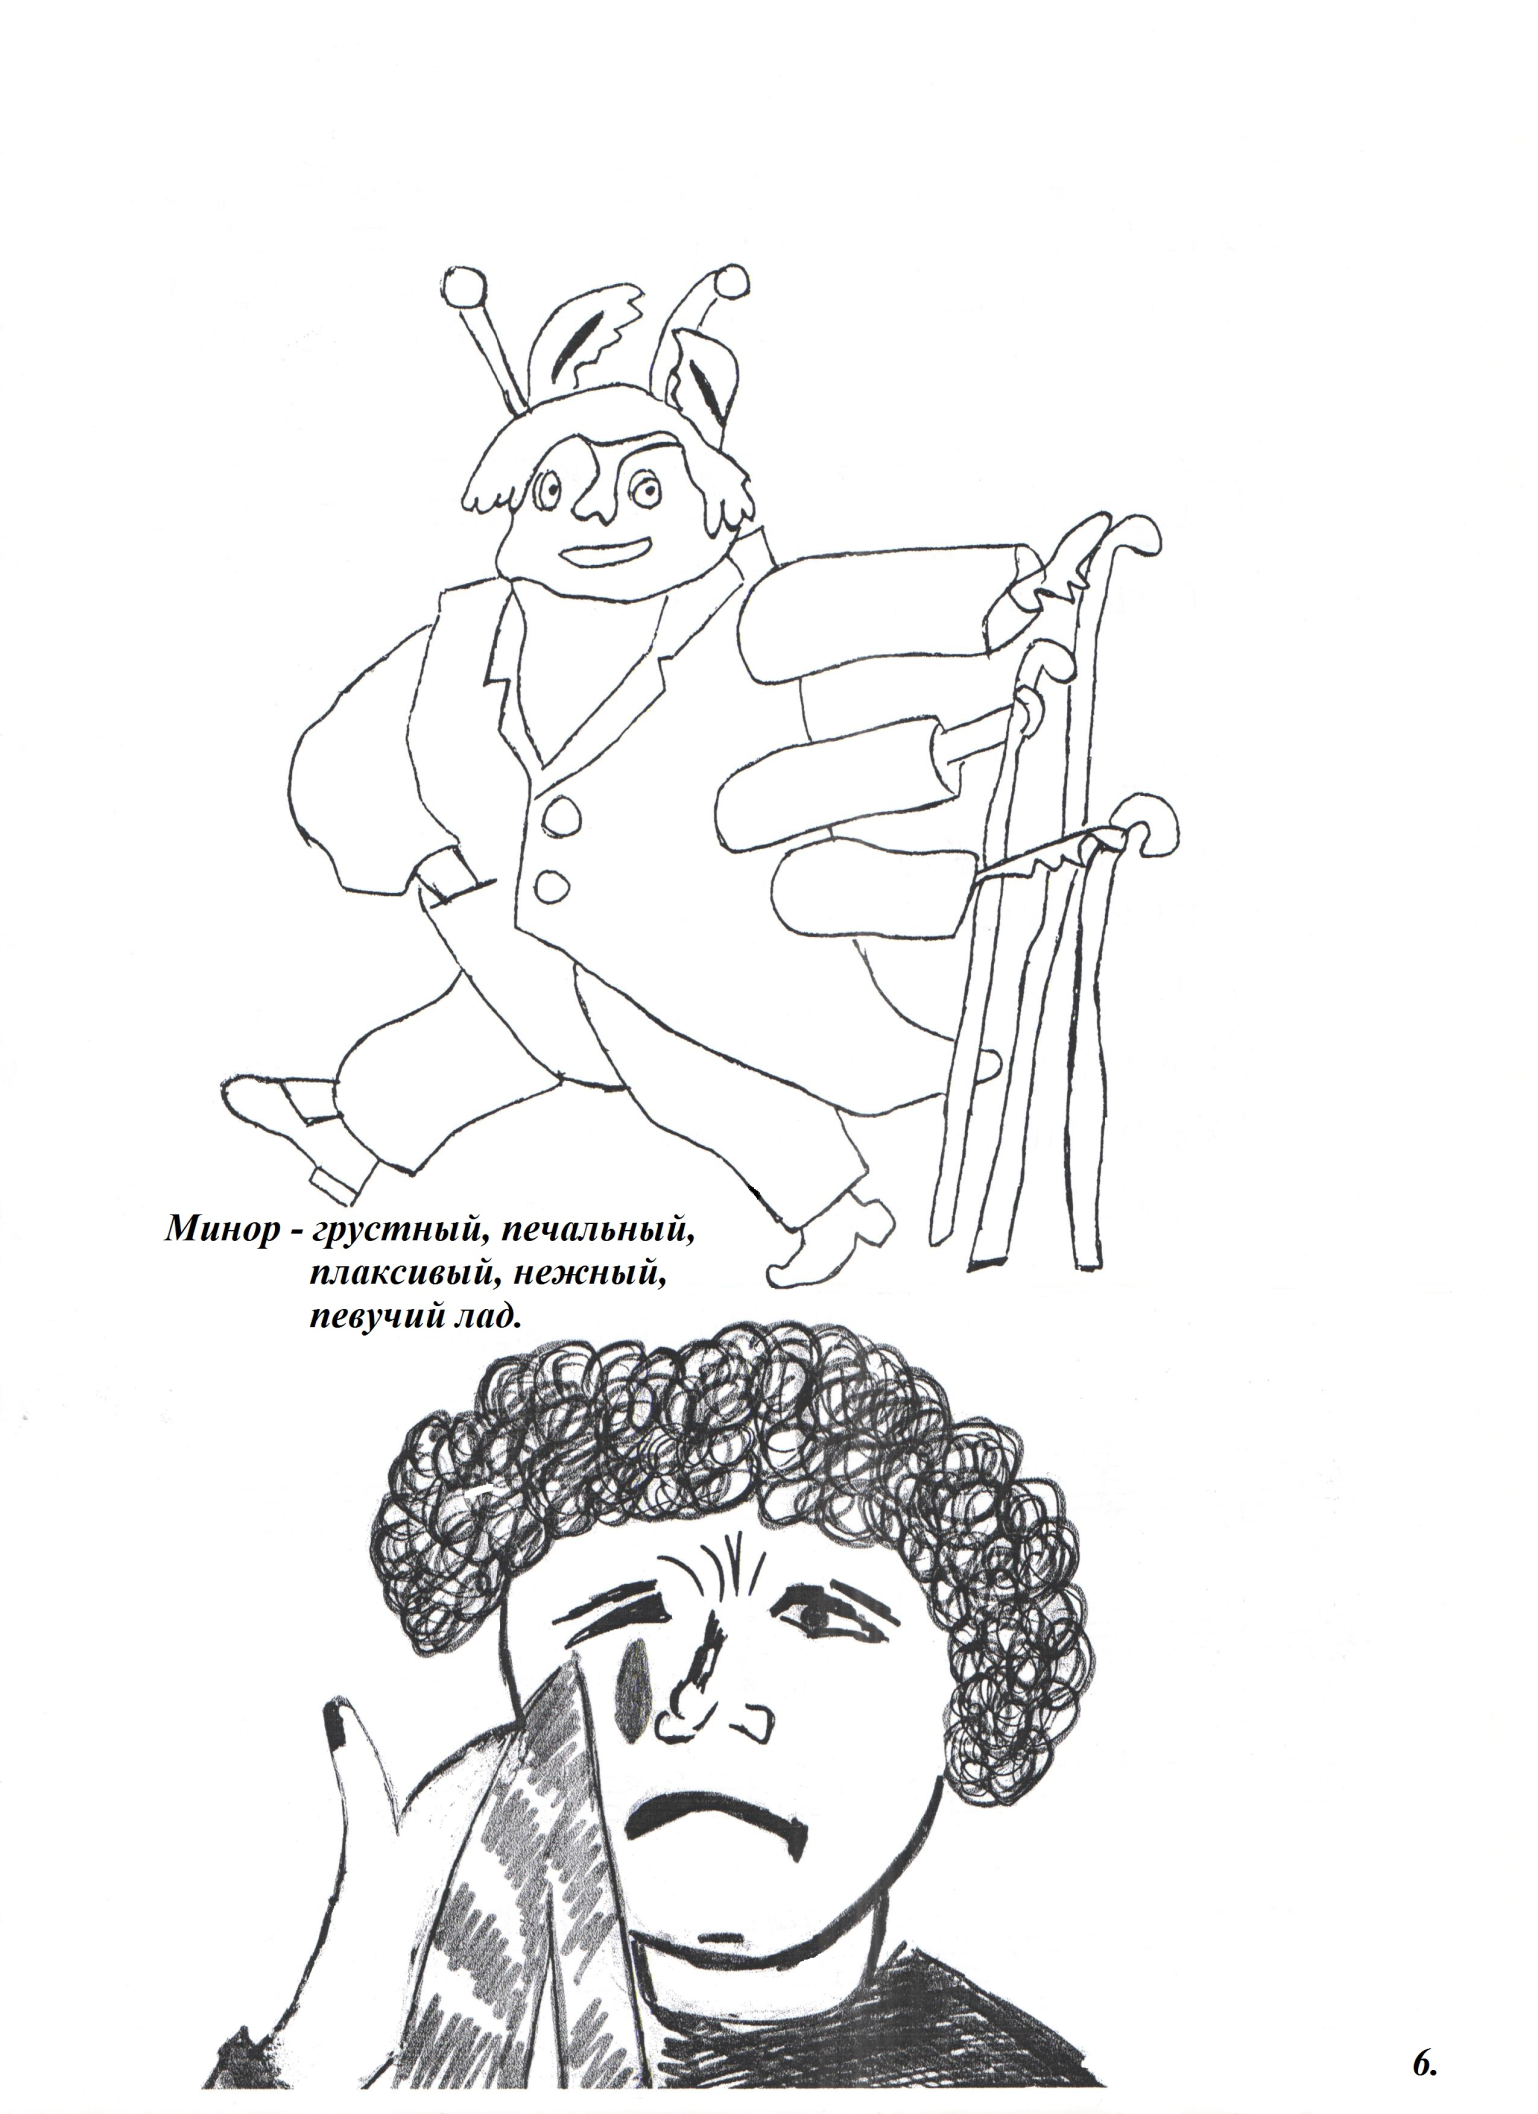 Минор - грустный, печальный,
плаксивый, нежный,
певучий лад.
6.